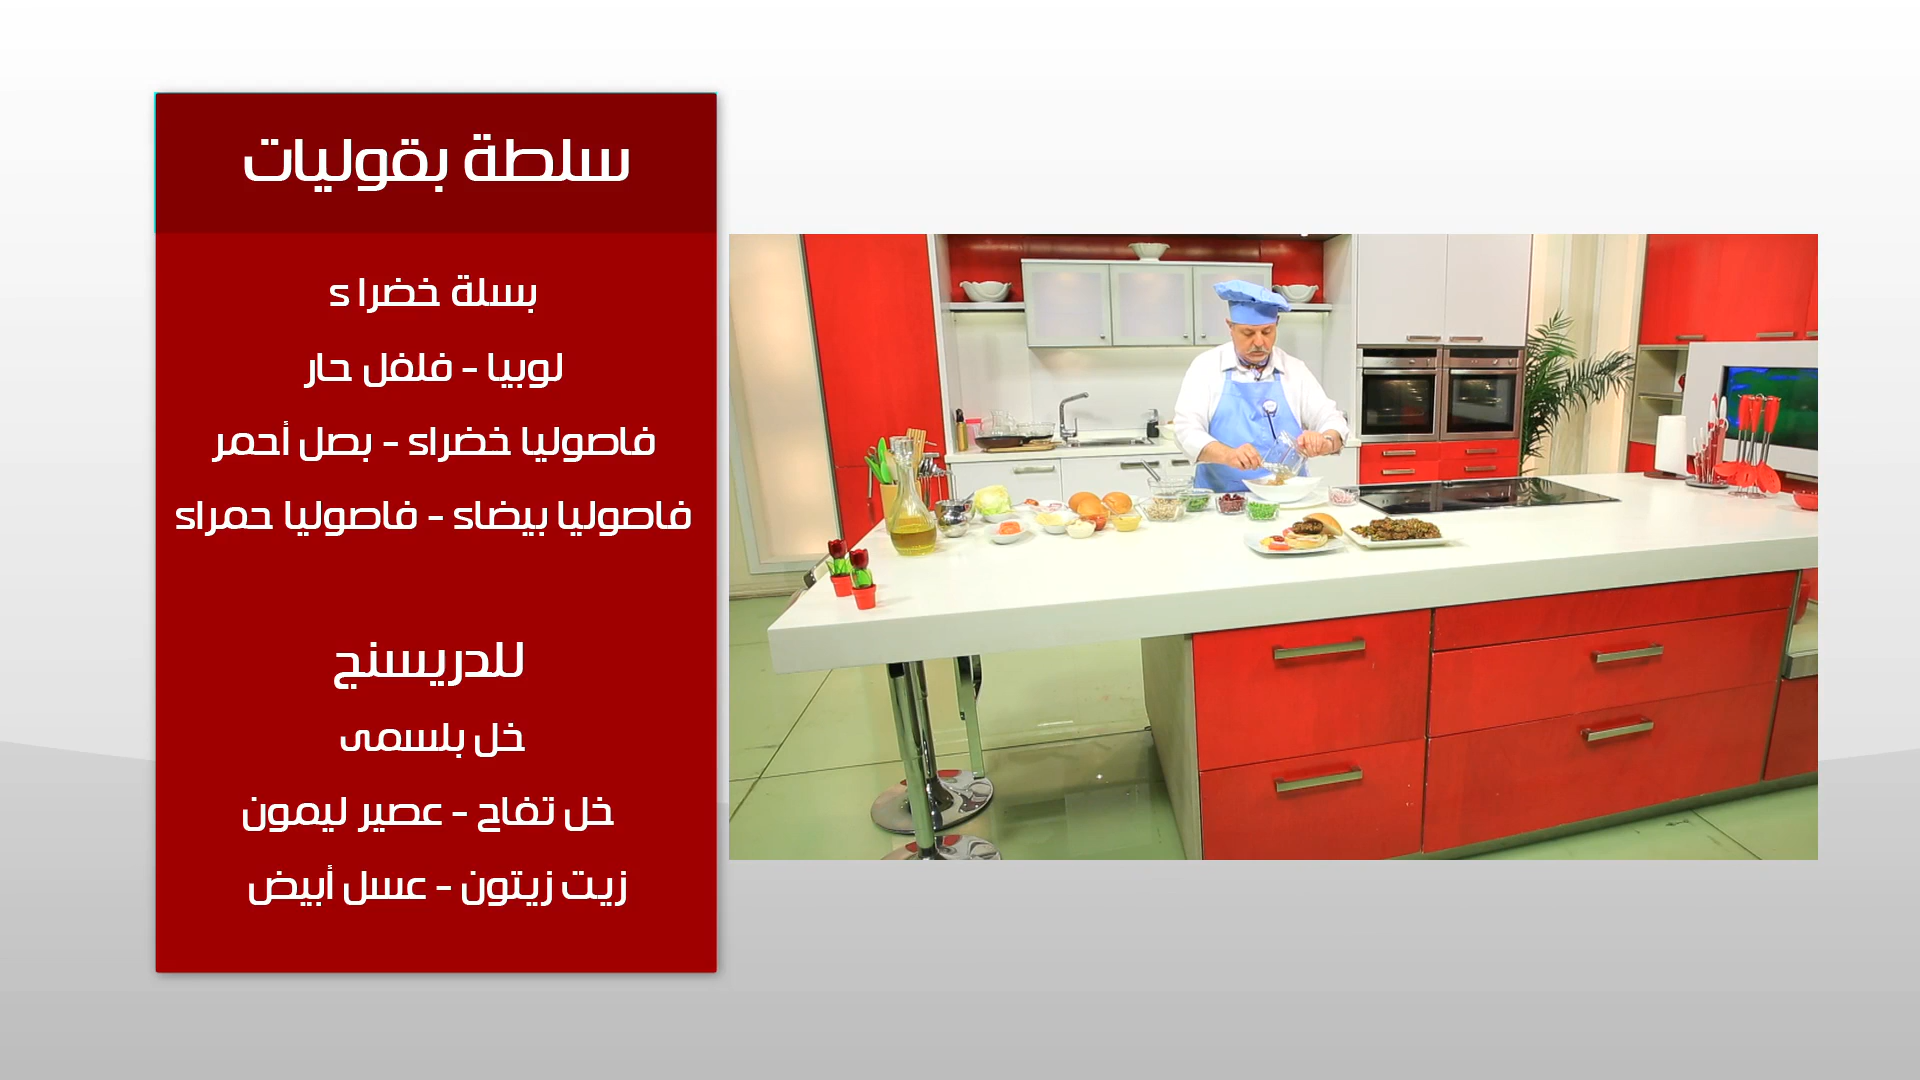 سلطة بقوليات
بسلة خضراء
لوبيا - فلفل حار
فاصوليا خضراء - بصل أحمر
فاصوليا بيضاء - فاصوليا حمراء
للدريسنج
خل بلسمى
خل تفاح - عصير ليمون
زيت زيتون - عسل أبيض